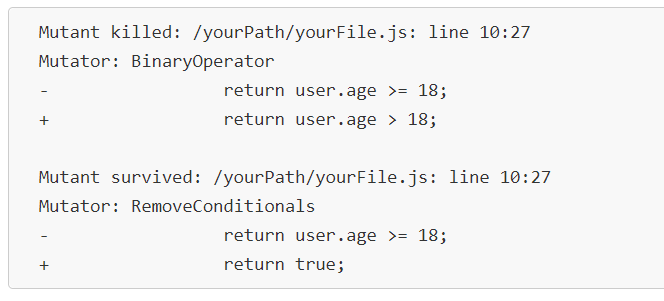 Mutant killed: /yourPath/yourFile.js: line 10:27
Mutator: BinaryOperator
-                 return user.age >= 18;
+                 return user.age > 18;

Mutant survived: /yourPath/yourFile.js: line 10:27
Mutator: RemoveConditionals
-                 return user.age >= 18;
+                 return true;